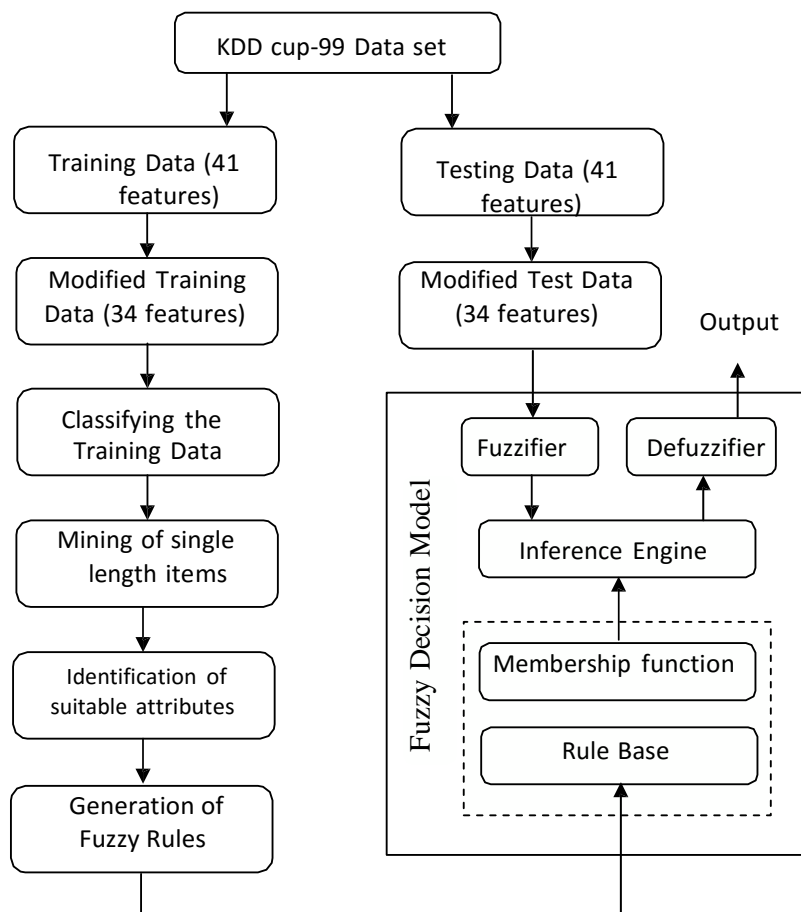 KDD cup-99 Data set
Training Data (41
features)
Testing Data (41
features)
Modified Training
Data (34 features)
Modified Test Data
(34 features)
Output
Classifying the
Training Data
Fuzzifier
Defuzzifier
Mining of single
length items
Inference Engine
Fuzzy Decision Model
Identification of
suitable attributes
Membership function
Rule Base
Generation of
Fuzzy Rules